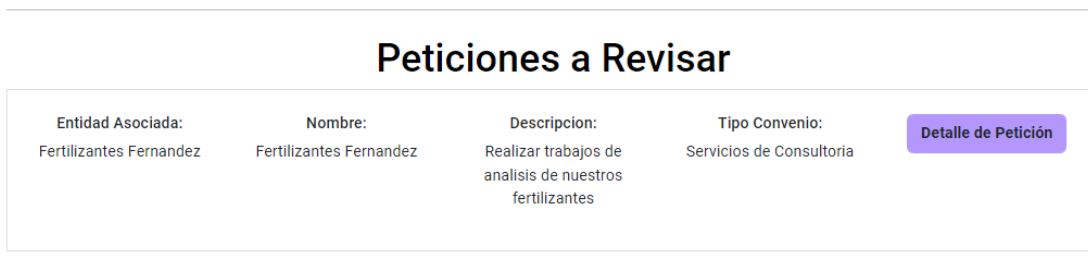 Peticiones a Revisar
Entidad Asociada:
Fertilizantes Fernandez
Nombre:
Fertilizantes Fernandez
Descripcion:
Realizar trabajos de
analisis de nuestros
fertilizantes
Tipo Convenio:
Servicios de Consultoria
Detalle de Petición